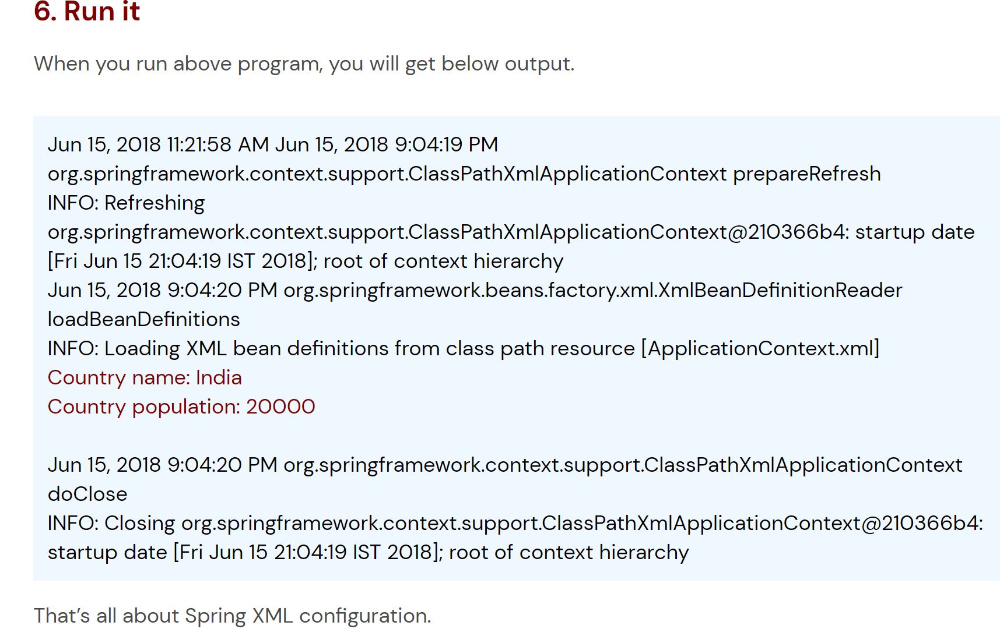 6. Run it
When you run above program, you will get below output.
Jun 15, 2018 11:21:58 AM Jun 15, 2018 9:04:19 PM
org.springframework.context.support.ClassPathXmlApplicationContext prepareRefresh
INFO: Refreshing
org.springframework.context.support.ClassPathXmlApplicationContext@210366b4: startup date
[Fri Jun 15 21:04:19 IST 2018]; root of context hierarchy
Jun 15, 2018 9:04:20 PM org.springframework.beans.factory.xml.XmlBeanDefinitionReader
loadBeanDefinitions
INFO: Loading XML bean definitions from class path resource [ApplicationContext.xml]
Country name: India
Country population: 20000
Jun 15, 2018 9:04:20 PM org.springframework.context.support.ClassPathXmlApplicationContext
doClose
INFO: Closing org.springframework.context.support.ClassPathXmlApplicationContext@210366b4:
startup date [Fri Jun 15 21:04:19 IST 2018]; root of context hierarchy
That’s all about Spring XML configuration.